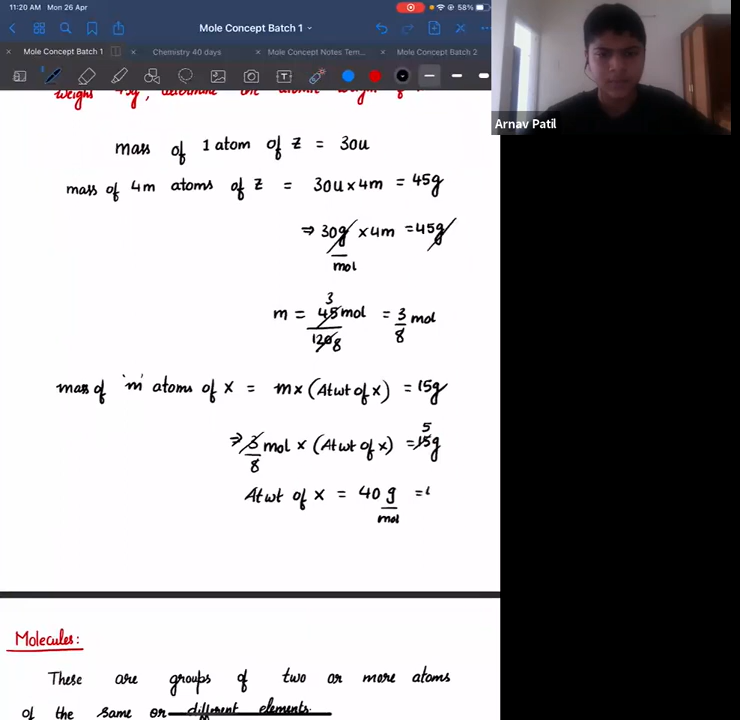 11:20 AM Mon 26 Apr
58%
Mole Concept Batch 1
Mole Concept Batch 1
Chemistry 40 days
Mole Concept Notes Tem...
Mole Concept Batch 2
Arnav Patil
mass of 1 atom of Z = 30u
mass of 4m atoms of Z = 30u x 4m = 45g
⇒ 30g/mol x 4m = 45g
m = 45 mol/120 = 3/8 mol
3
8
mass of 'm' atoms of X = m x (At wt of X) = 15g
⇒ 3/8 mol x (At wt of X) = 15g
5
At wt of X = 40 g/mol =
Molecules:
These are groups of two or more atoms
of the same or different elements.